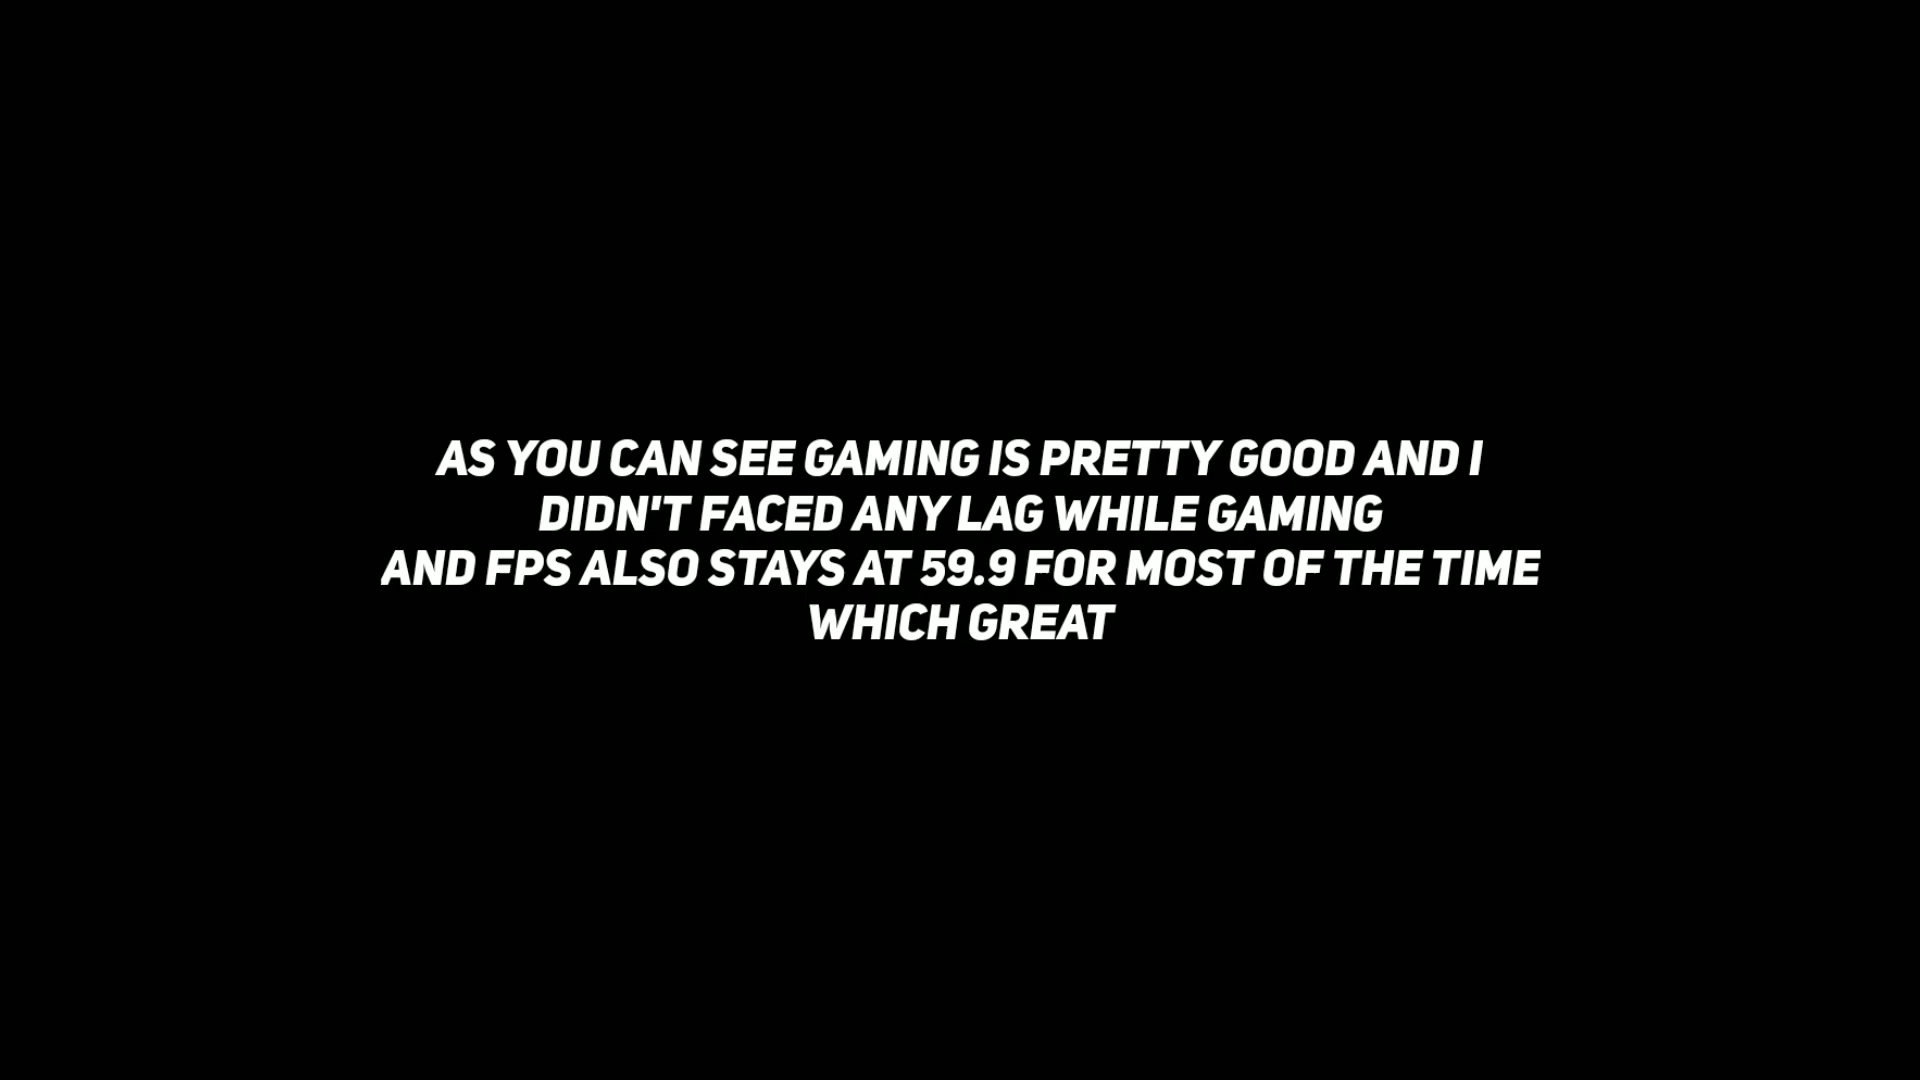 AS YOU CAN SEE GAMING IS PRETTY GOOD AND I
DIDN'T FACED ANY LAG WHILE GAMING
AND FPS ALSO STAYS AT 59.9 FOR MOST OF THE TIME
WHICH GREAT